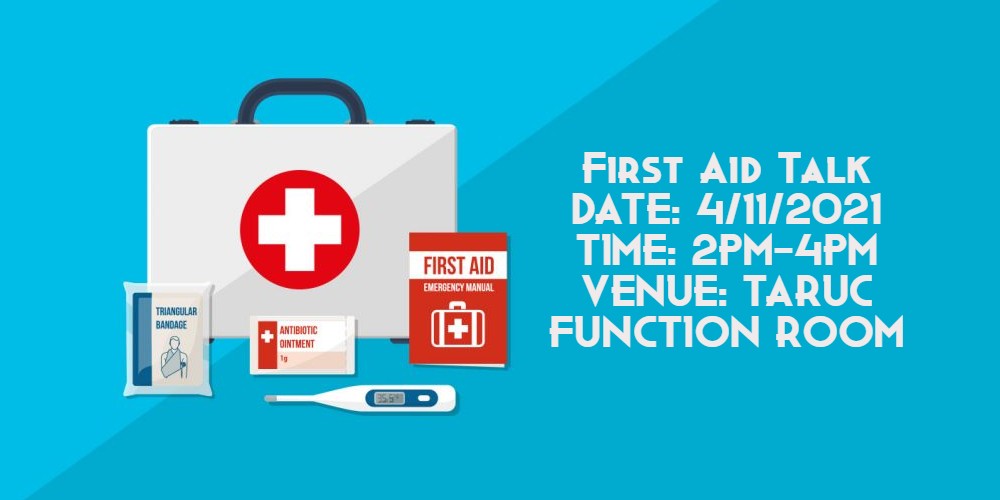 First Aid Talk
DATE: 4/11/2021
TIME: 2PM-4PM
VENUE: TARUC
FUNCTION ROOM
FIRST AID
EMERGENCY MANUAL
TRIANGULAR
BANDAGE
ANTIBIOTIC
OINTMENT
1g